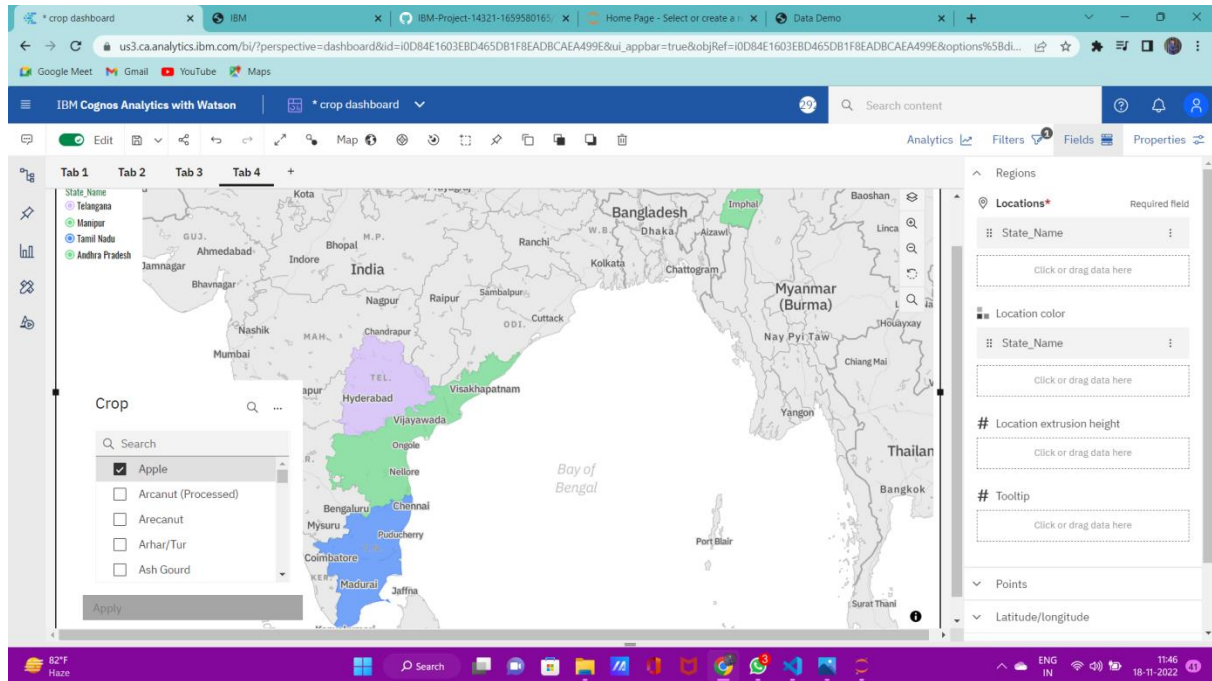 * crop dashboard
IBM
IBM-Project-14321-1659580165/
Home Page - Select or create a n
Data Demo
us3.ca.analytics.ibm.com/bi/?perspective=dashboard&id=i0D84E1603EBD465DB1F8EADBCAEA499E&ui_appbar=true&objRef=i0D84E1603EBD465DB1F8EADBCAEA499E&options%5Bdi...
Google Meet
Gmail
YouTube
Maps
IBM Cognos Analytics with Watson
* crop dashboard
292
Search content
Edit
Map
Analytics
Filters
1
Fields
Properties
Tab 1
Tab 2
Tab 3
Tab 4
State_Name
Telangana
Manipur
Tamil Nadu
Andhra Pradesh
Kota
Imphal
Baoshan
Bangladesh
W.B.
Dhaka
Aizawl
Linca
GUJ.
M.P.
Bhopal
Ranchi
Ahmedabad
Indore
India
Kolkata
Chattogram
Jamnagar
Bhavnagar
Nagpur
Raipur
Sambalpur
Myanmar
(Burma)
ODI.
Cuttack
Nashik
MAH.
Chandrapur
Houayxay
Nay Pyi Taw
Mumbai
Chiang Mai
TEL.
Hyderabad
Visakhapatnam
Vijayawada
Yangon
Ongole
Thailan
Nellore
Bay of
Bengal
Bangkok
Bengaluru
Chennai
Mysuru
Puducherry
Port Blair
Coimbatore
KER.
Madurai
Jaffna
Surat Thani
Crop
Search
Apple
Arcanut (Processed)
Arecanut
Arhar/Tur
Ash Gourd
Apply
Regions
Locations*
Required field
State_Name
Click or drag data here
Location color
State_Name
Click or drag data here
Location extrusion height
Click or drag data here
Tooltip
Click or drag data here
Points
Latitude/longitude
82°F
Haze
Search
3
ENG
IN
11:46
18-11-2022